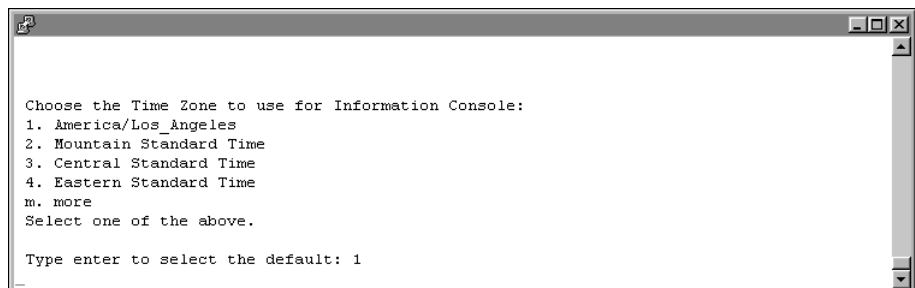 Choose the Time Zone to use for Information Console:
1. America/Los_Angeles
2. Mountain Standard Time
3. Central Standard Time
4. Eastern Standard Time
m. more
Select one of the above.
Type enter to select the default: 1